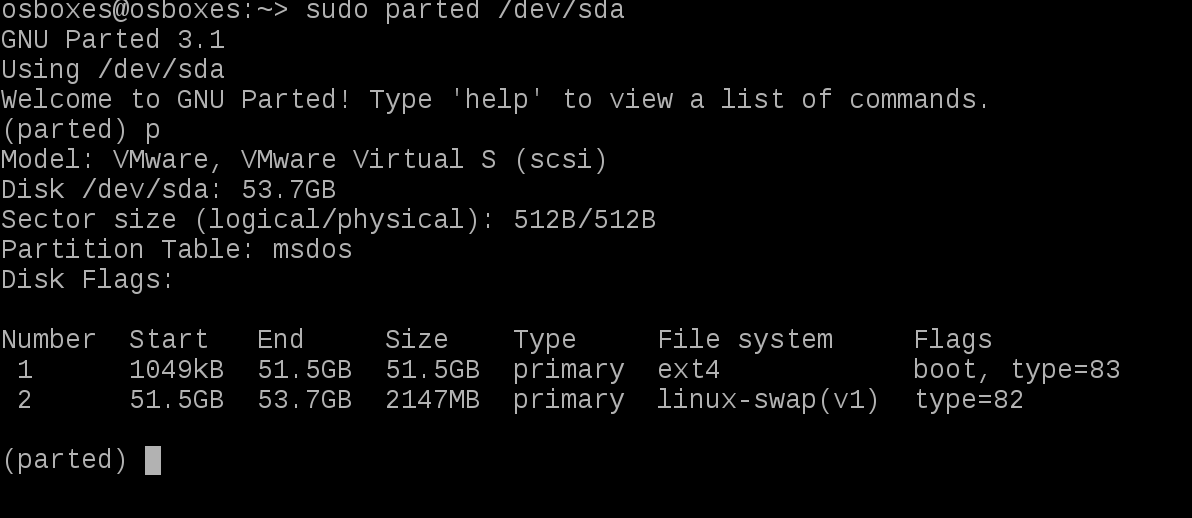 osboxes@osboxes:~> sudo parted /dev/sda
GNU Parted 3.1
Using /dev/sda
Welcome to GNU Parted! Type 'help' to view a list of commands.
(parted) p
Model: VMware, VMware Virtual S (scsi)
Disk /dev/sda: 53.7GB
Sector size (logical/physical): 512B/512B
Partition Table: msdos
Disk Flags:

Number  Start   End     Size    Type     File system     Flags
 1      1049kB  51.5GB  51.5GB  primary  ext4            boot, type=83
 2      51.5GB  53.7GB  2147MB  primary  linux-swap(v1)  type=82

(parted)